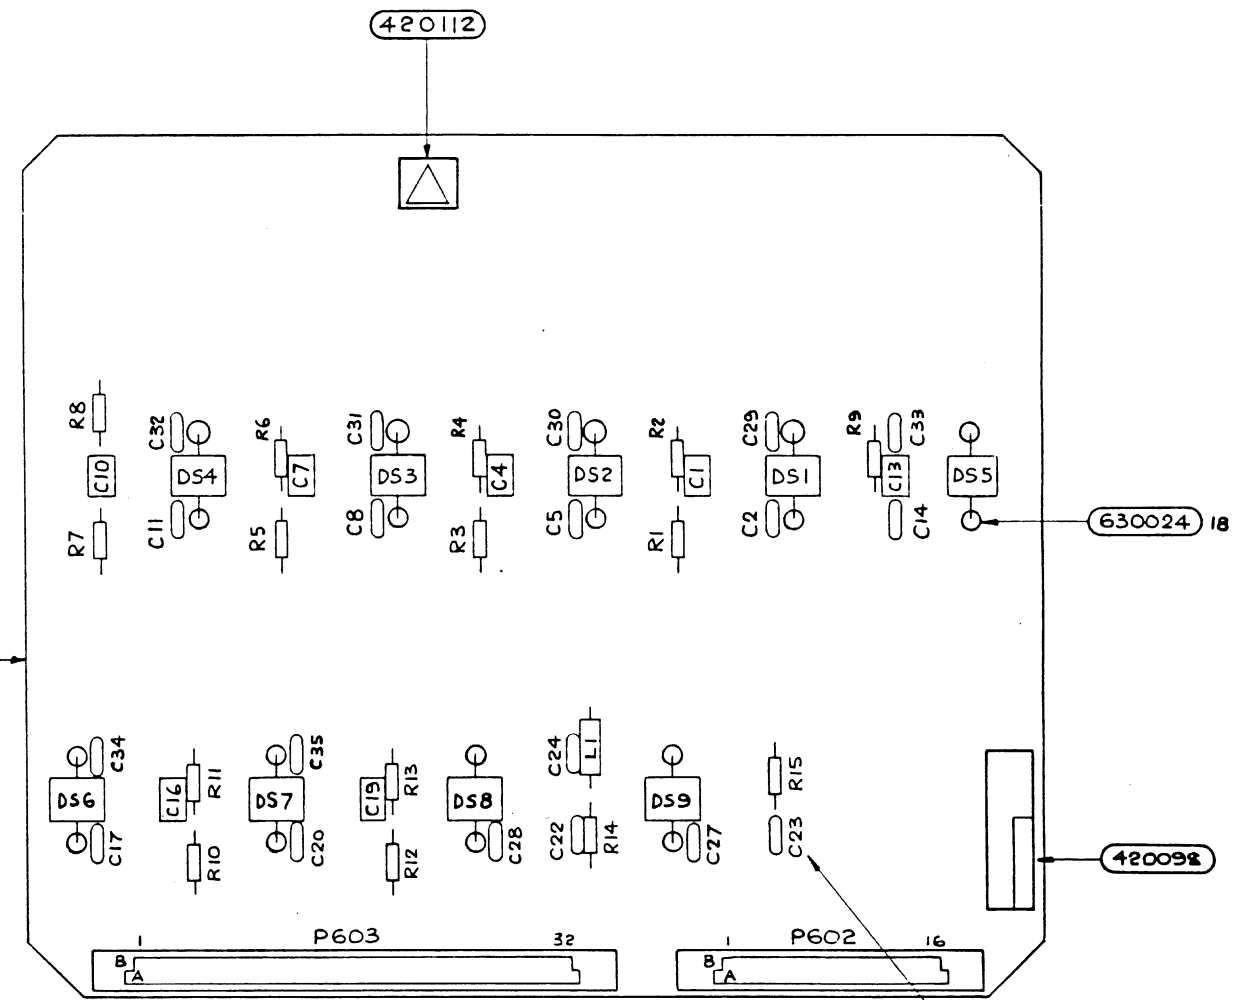 420112
R8
C32
R6
C31
R4
C30
R2
C29
R9
C33
C10
DS4
C7
DS3
C4
DS2
C1
DS1
C13
DS5
R7
C11
R5
C8
R3
C5
R1
C2
C14
630024 18
C34
R11
C35
R13
C24
L1
R15
DS6
C16
DS7
C19
DS8
DS9
C17
R10
C20
R12
C28
C22
R14
C27
C23
420098
1 P603 32
B
A
1 P602 16
B
A